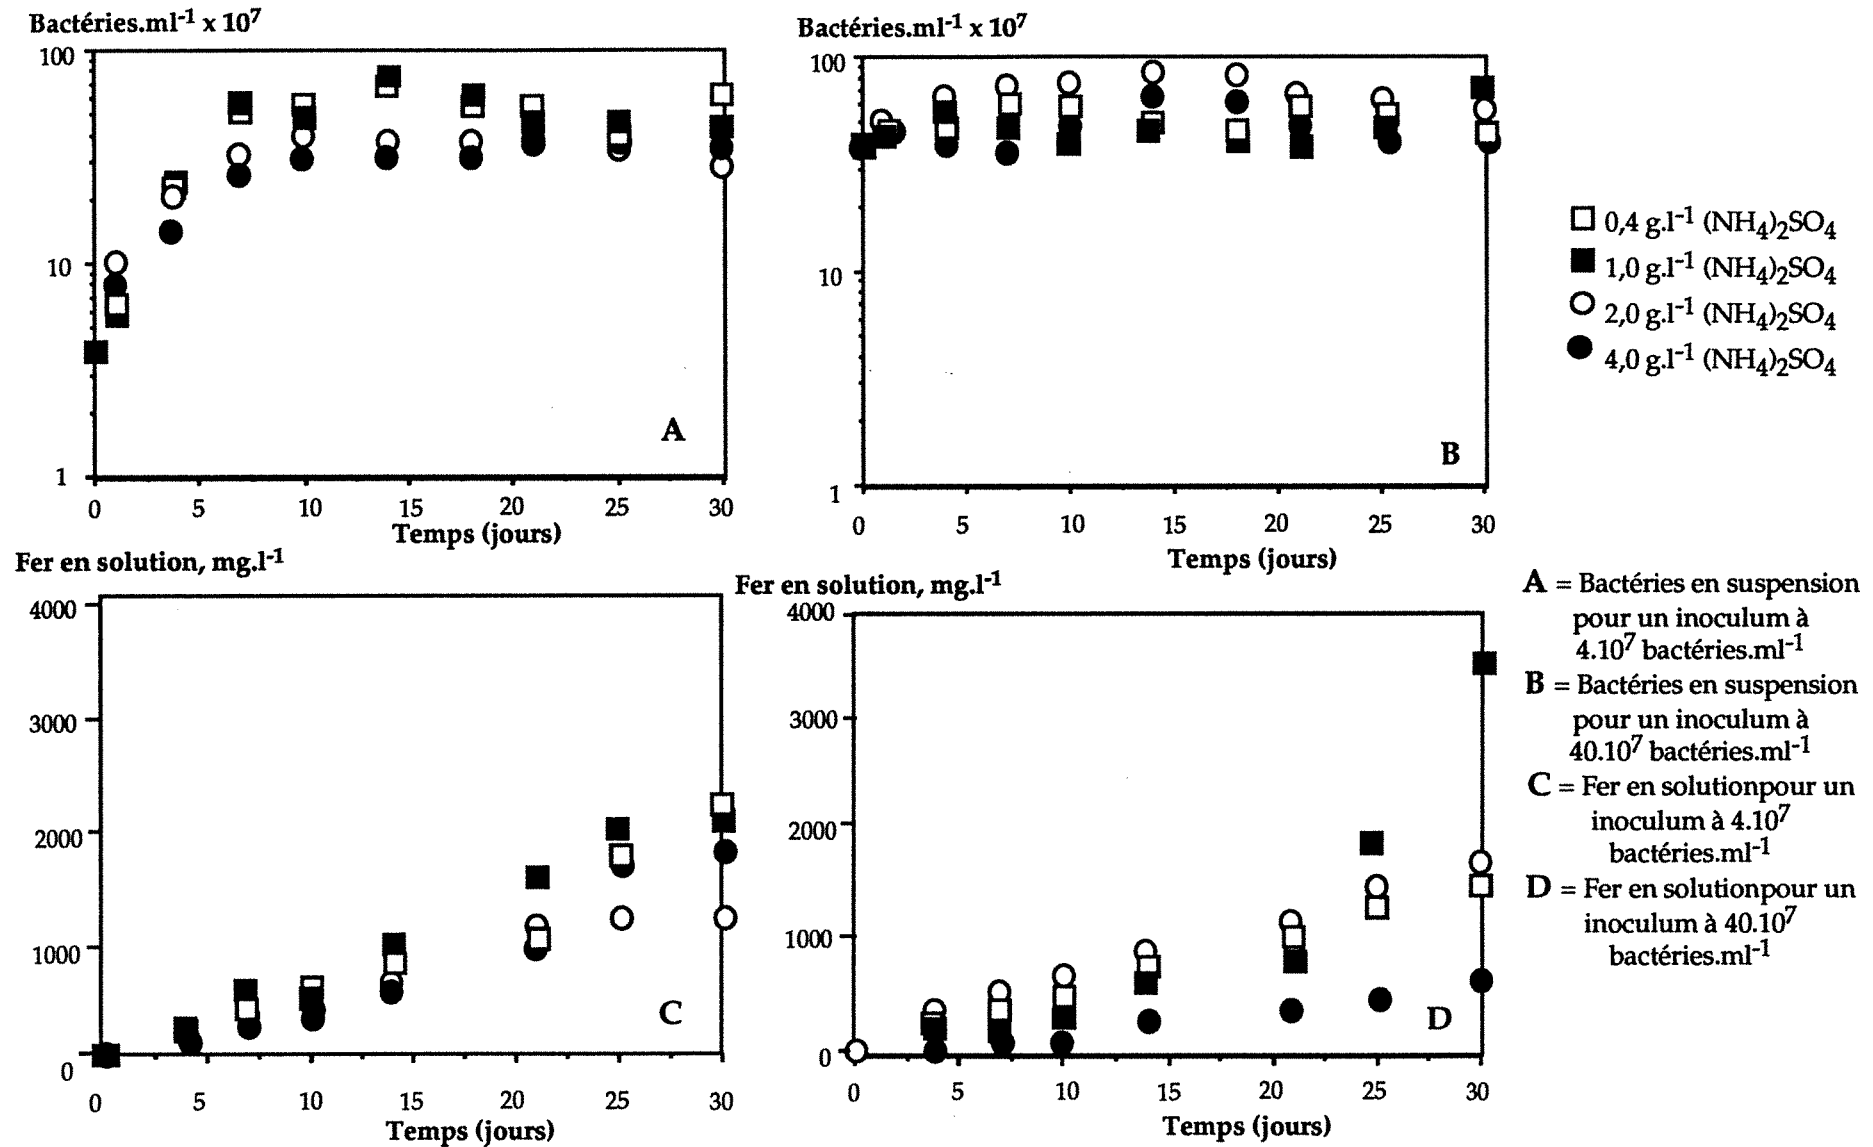 Bactéries.ml-1 x 10^7
100
10
1
0 5 10 15 20 25 30
Temps (jours)
A
Bactéries.ml-1 x 10^7
100
10
1
0 5 10 15 20 25 30
Temps (jours)
B
0,4 g.l-1 (NH4)2SO4
1,0 g.l-1 (NH4)2SO4
2,0 g.l-1 (NH4)2SO4
4,0 g.l-1 (NH4)2SO4
Fer en solution, mg.l-1
4000
3000
2000
1000
0
0 5 10 15 20 25 30
Temps (jours)
C
Fer en solution, mg.l-1
4000
3000
2000
1000
0
0 5 10 15 20 25 30
Temps (jours)
D
A = Bactéries en suspension
pour un inoculum à
4.10^7 bactéries.ml-1
B = Bactéries en suspension
pour un inoculum à
40.10^7 bactéries.ml-1
C = Fer en solutionpour un
inoculum à 4.10^7
bactéries.ml-1
D = Fer en solutionpour un
inoculum à 40.10^7
bactéries.ml-1